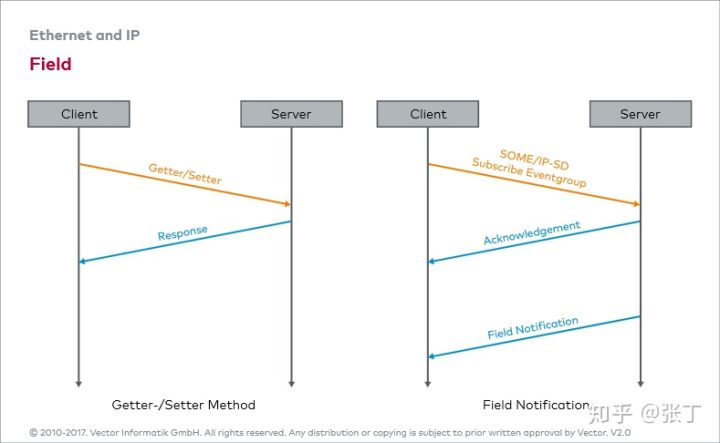 Ethernet and IP
Field
Client
Server
Client
Server
Getter/Setter
Response
SOME/IP-SD
Subscribe Eventgroup
Acknowledgement
Field Notification
Getter-/Setter Method
Field Notification
知乎 @张丁
© 2010-2017. Vector Informatik GmbH. All rights reserved. Any distribution or copying is subject to prior written approval by Vector. V2.0